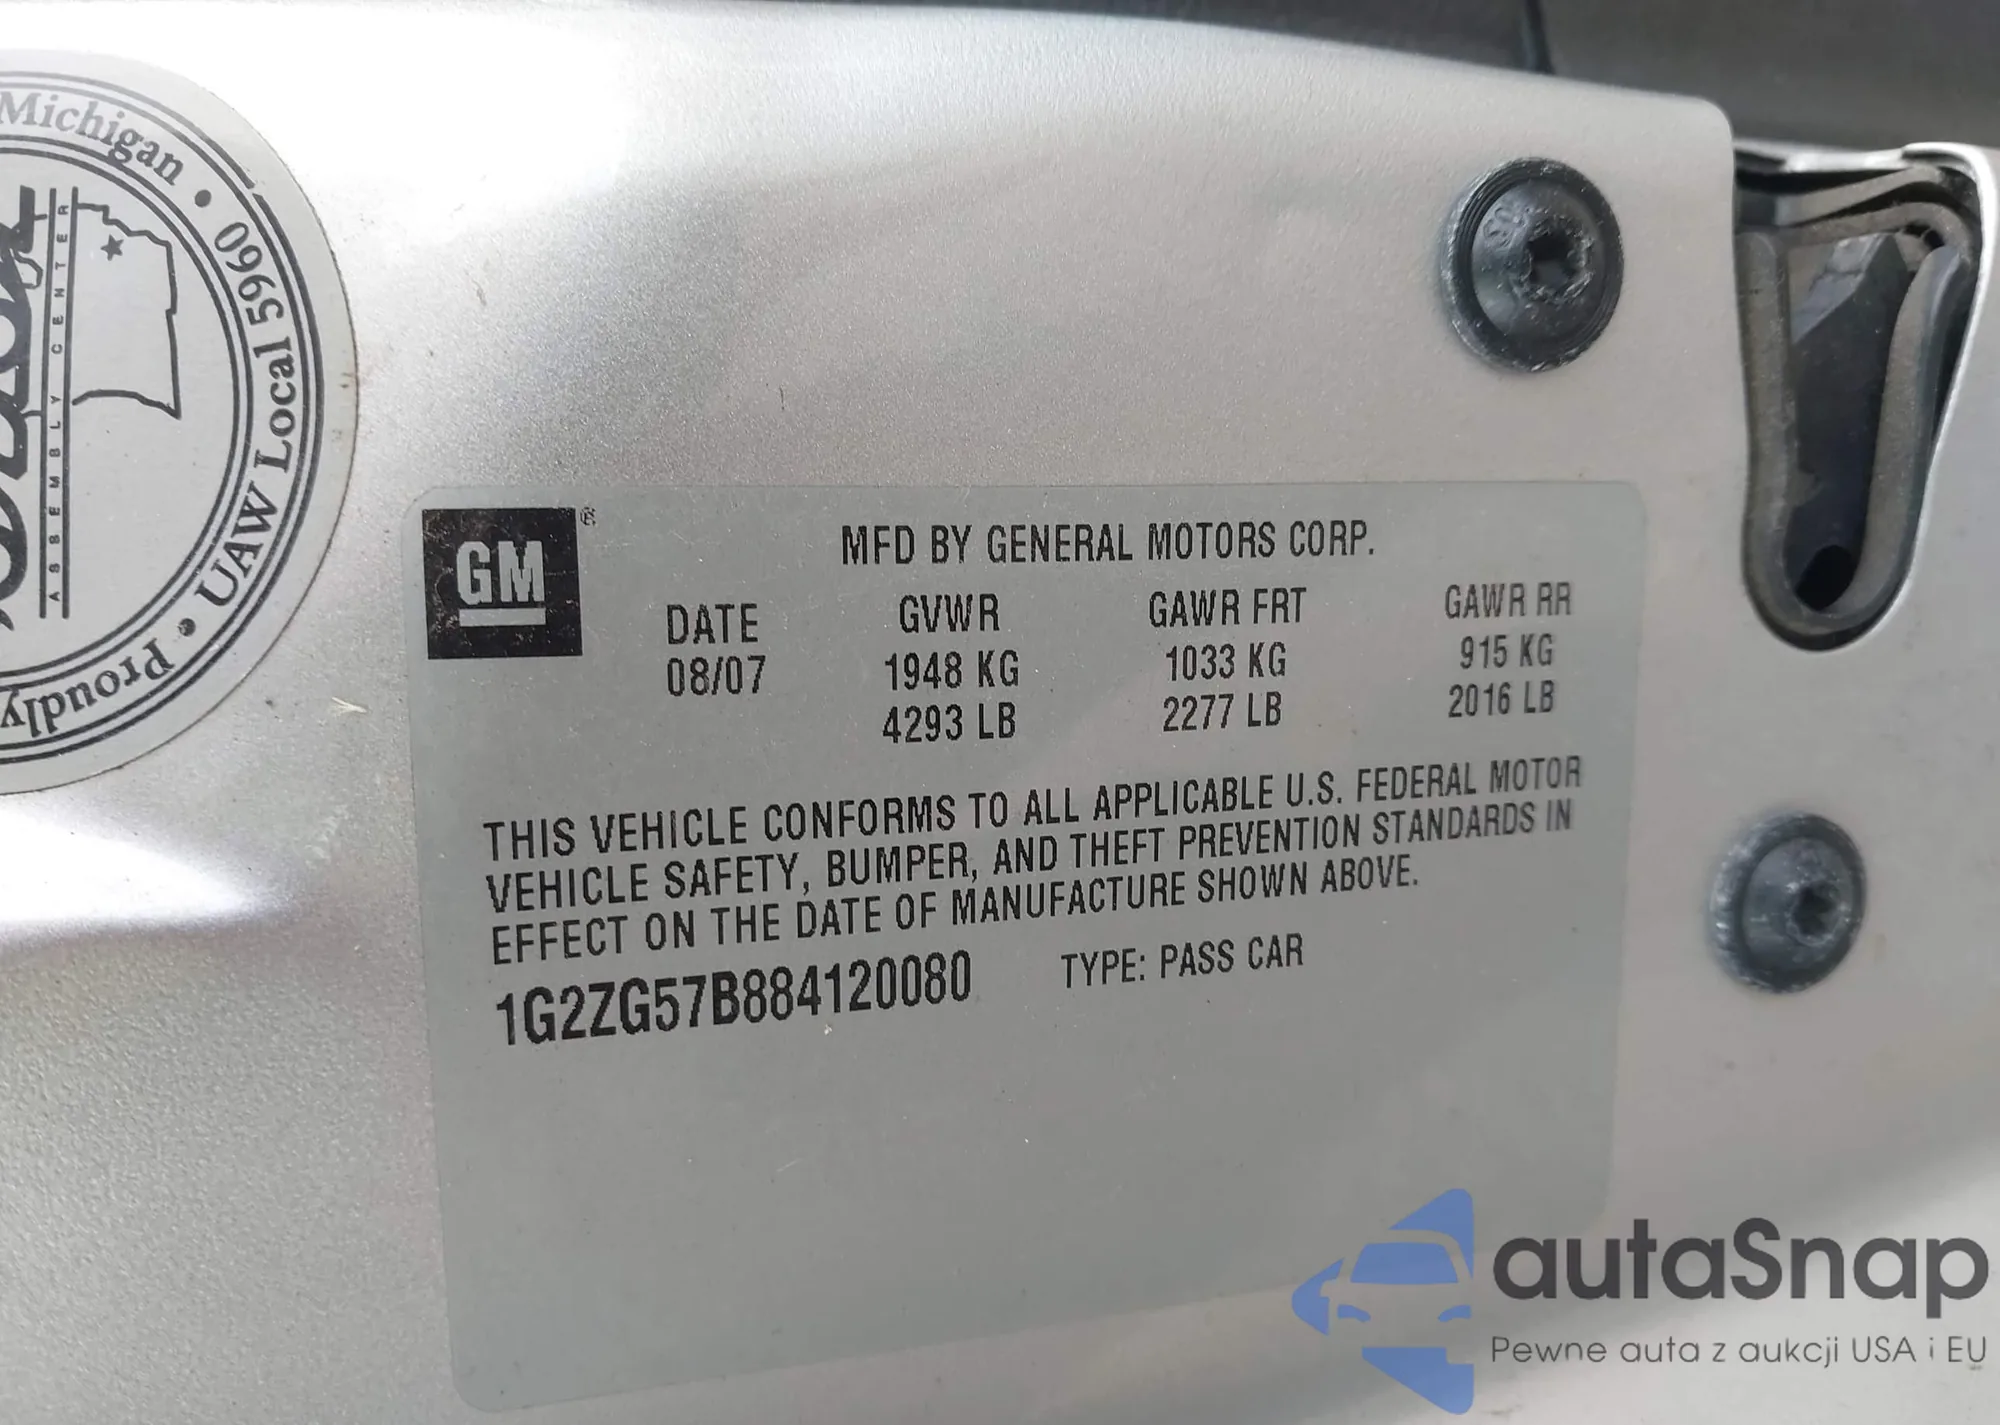 Michigan • UAW Local 5960 • Proudly
ASSEMBLY CENTER
GM ®
MFD BY GENERAL MOTORS CORP.
DATE GVWR GAWR FRT GAWR RR
08/07 1948 KG 1033 KG 915 KG
4293 LB 2277 LB 2016 LB
THIS VEHICLE CONFORMS TO ALL APPLICABLE U.S. FEDERAL MOTOR
VEHICLE SAFETY, BUMPER, AND THEFT PREVENTION STANDARDS IN
EFFECT ON THE DATE OF MANUFACTURE SHOWN ABOVE.
1G2ZG57B884120080 TYPE: PASS CAR
autaSnap
Pewne auta z aukcji USA i EU